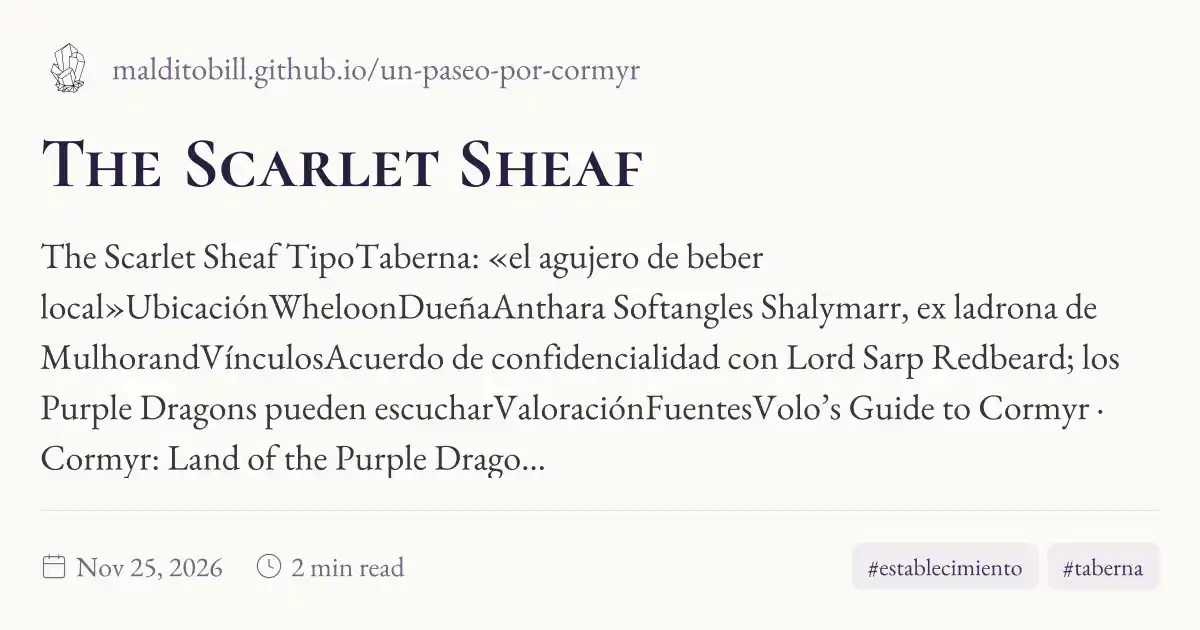 malditobill.github.io/un-paseo-por-cormyr
The Scarlet Sheaf
The Scarlet Sheaf TipoTaberna: «el agujero de beber
local»UbicaciónWheloonDueñaAnthara Softangles Shalymarr, ex ladrona de
MulhorandVínculosAcuerdo de confidencialidad con Lord Sarp Redbeard; los
Purple Dragons pueden escucharValoraciónFuentesVolo’s Guide to Cormyr ·
Cormyr: Land of the Purple Drago...
Nov 25, 2026
2 min read
#establecimiento
#taberna